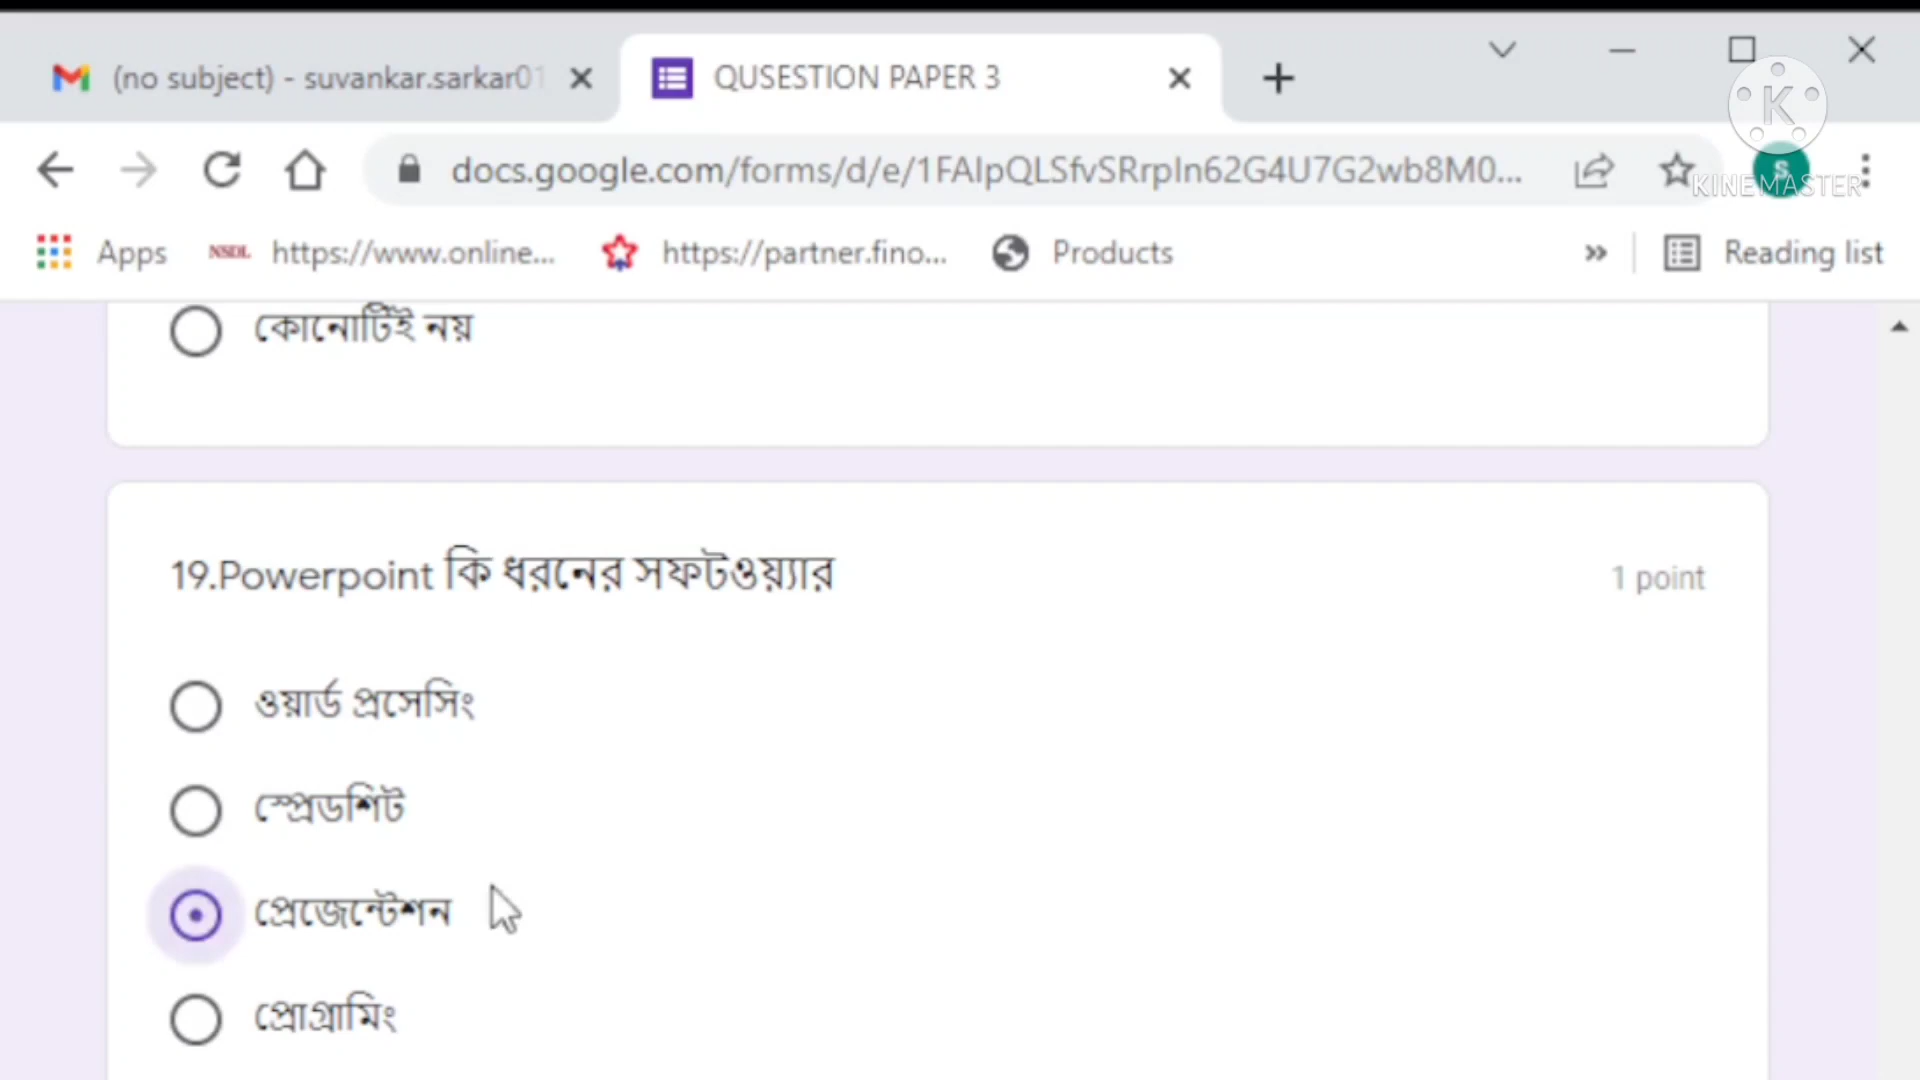 (no subject) - suvankar.sarkar01
QUSESTION PAPER 3
docs.google.com/forms/d/e/1FAIpQLSfvSRrpIn62G4U7G2wb8M0...
S
K
KINEMASTER
Apps
NSDL https://www.online...
https://partner.fino...
Products
Reading list
কোনোটিই নয়
19.Powerpoint কি ধরনের সফটওয়্যার
1 point
ওয়ার্ড প্রসেসিং
স্প্রেডশিট
প্রেজেন্টেশন
প্রোগ্রামিং